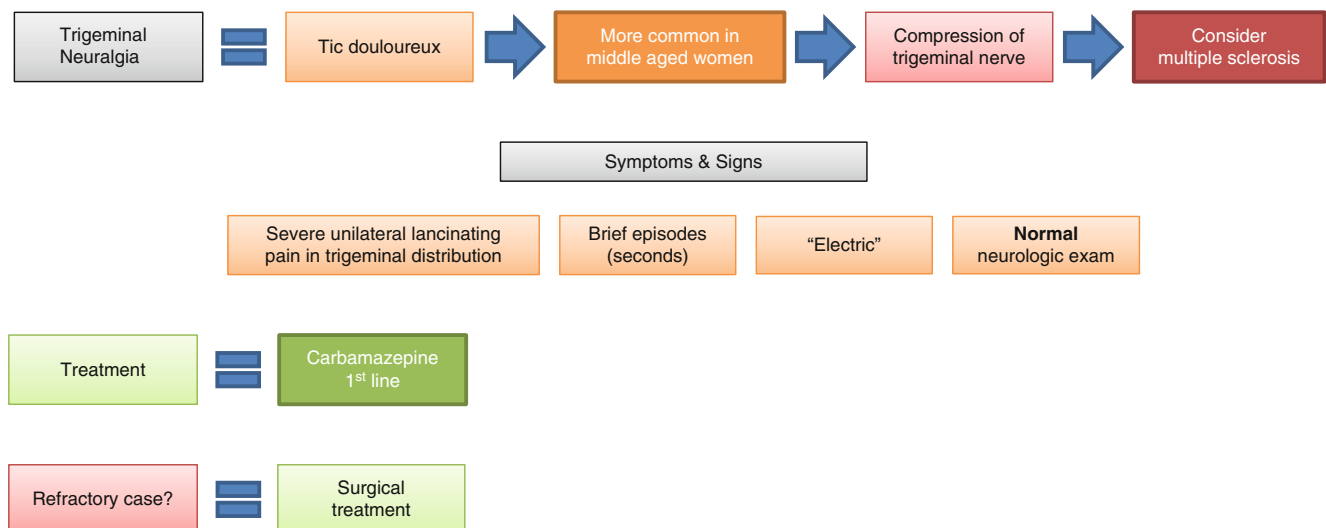 Trigeminal
Neuralgia
Tic douloureux
More common in
middle aged women
Compression of
trigeminal nerve
Consider
multiple sclerosis
Symptoms & Signs
Severe unilateral lancinating
pain in trigeminal distribution
Brief episodes
(seconds)
“Electric”
Normal
neurologic exam
Treatment
Carbamazepine
1st line
Refractory case?
Surgical
treatment